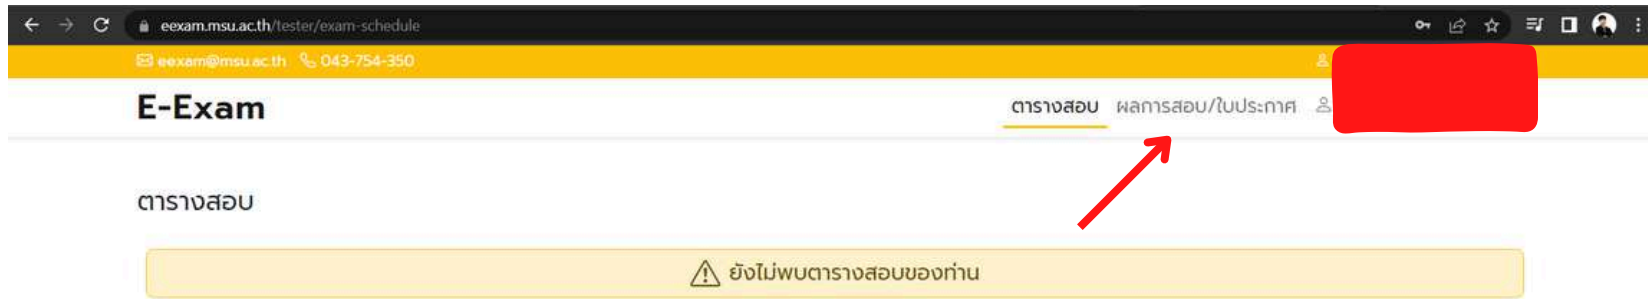 eexam.msu.ac.th/tester/exam-schedule
eexam@msu.ac.th 043-754-350
E-Exam
ตารางสอบ ผลการสอบ/ใบประกาศ
ตารางสอบ
ยังไม่พบตารางสอบของท่าน